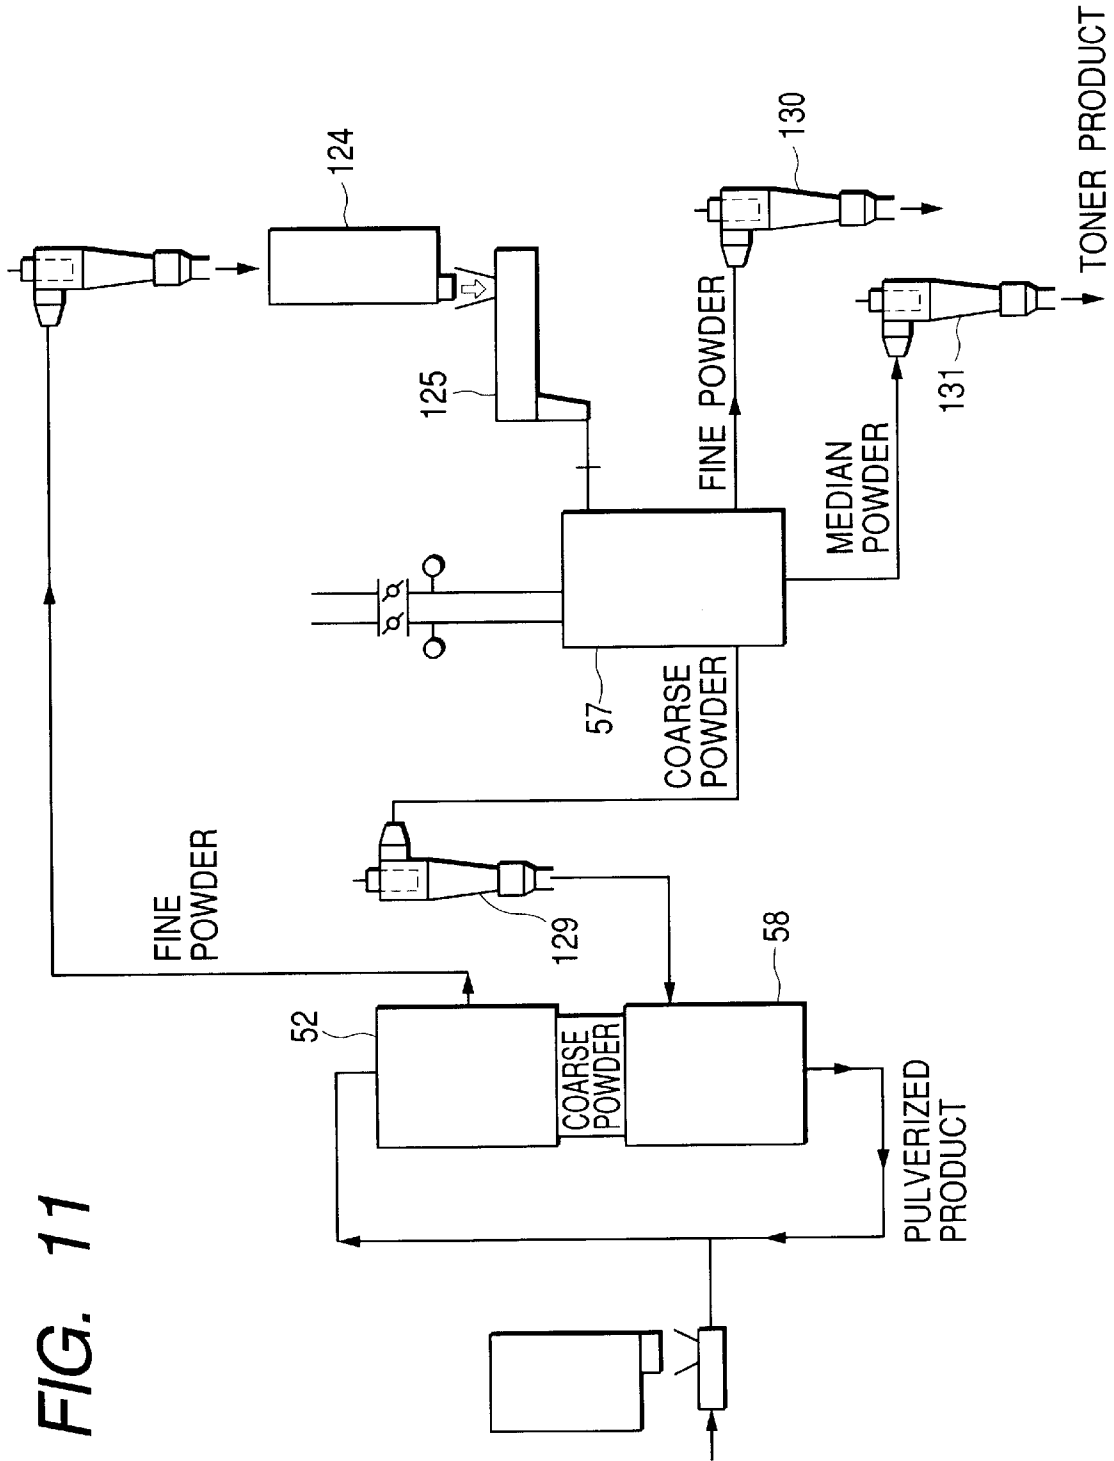 FIG. 11
FINE
POWDER
124
125
52
129
COARSE
POWDER
COARSE
POWDER
57
58
FINE POWDER
130
MEDIAN
POWDER
131
PULVERIZED
PRODUCT
TONER PRODUCT